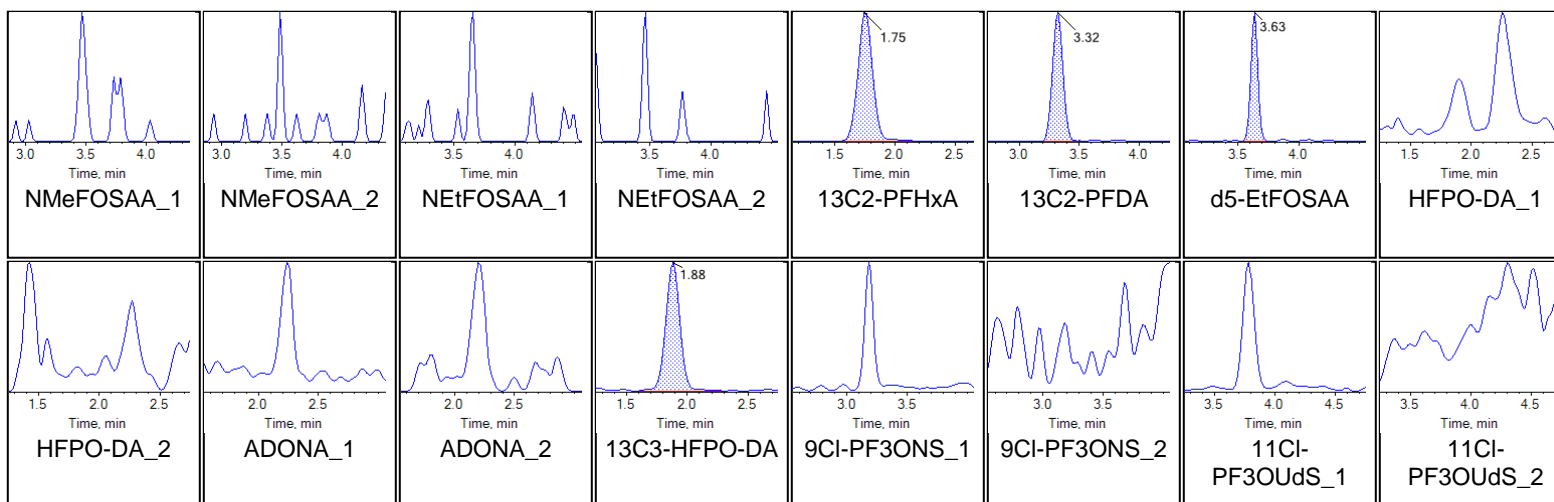 1.75
3.32
3.63
3.0 3.5 4.0
3.0 3.5 4.0
3.5 4.0
3.5 4.0
1.5 2.0 2.5
3.0 3.5 4.0
3.5 4.0
1.5 2.0 2.5
Time, min
Time, min
Time, min
Time, min
Time, min
Time, min
Time, min
Time, min
NMeFOSAA_1
NMeFOSAA_2
NEtFOSAA_1
NEtFOSAA_2
13C2-PFHxA
13C2-PFDA
d5-EtFOSAA
HFPO-DA_1
1.88
1.5 2.0 2.5
2.0 2.5
2.0 2.5
1.5 2.0 2.5
3.0 3.5
3.0 3.5
3.5 4.0 4.5
3.5 4.0 4.5
Time, min
Time, min
Time, min
Time, min
Time, min
Time, min
Time, min
Time, min
HFPO-DA_2
ADONA_1
ADONA_2
13C3-HFPO-DA
9Cl-PF3ONS_1
9Cl-PF3ONS_2
11Cl-
PF3OUdS_1
11Cl-
PF3OUdS_2